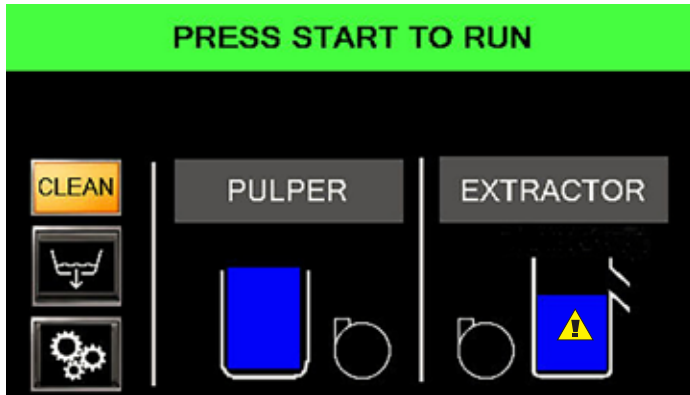 PRESS START TO RUN
CLEAN
PULPER
EXTRACTOR
!